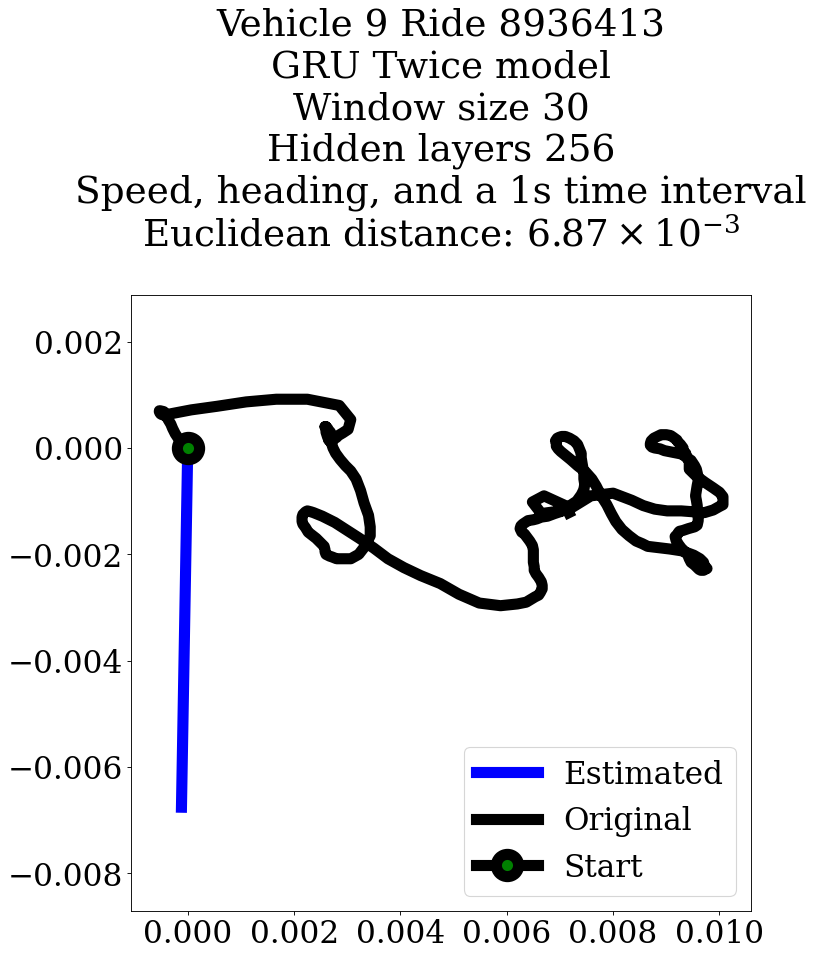 Vehicle 9 Ride 8936413
GRU Twice model
Window size 30
Hidden layers 256
Speed, heading, and a 1s time interval
Euclidean distance: 6.87 × 10⁻³
0.002
0.000
−0.002
−0.004
−0.006
−0.008
Estimated
Original
Start
0.000 0.002 0.004 0.006 0.008 0.010